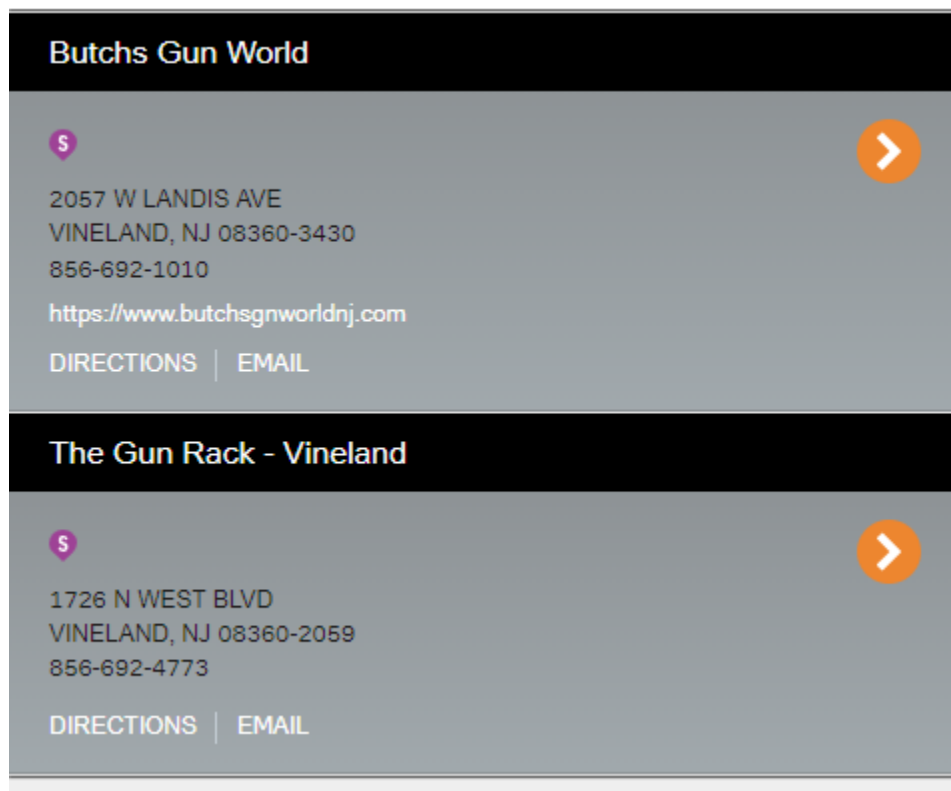 Butchs Gun World
S
2057 W LANDIS AVE
VINELAND, NJ 08360-3430
856-692-1010
https://www.butchsgnworldnj.com
DIRECTIONS | EMAIL
The Gun Rack - Vineland
S
1726 N WEST BLVD
VINELAND, NJ 08360-2059
856-692-4773
DIRECTIONS | EMAIL